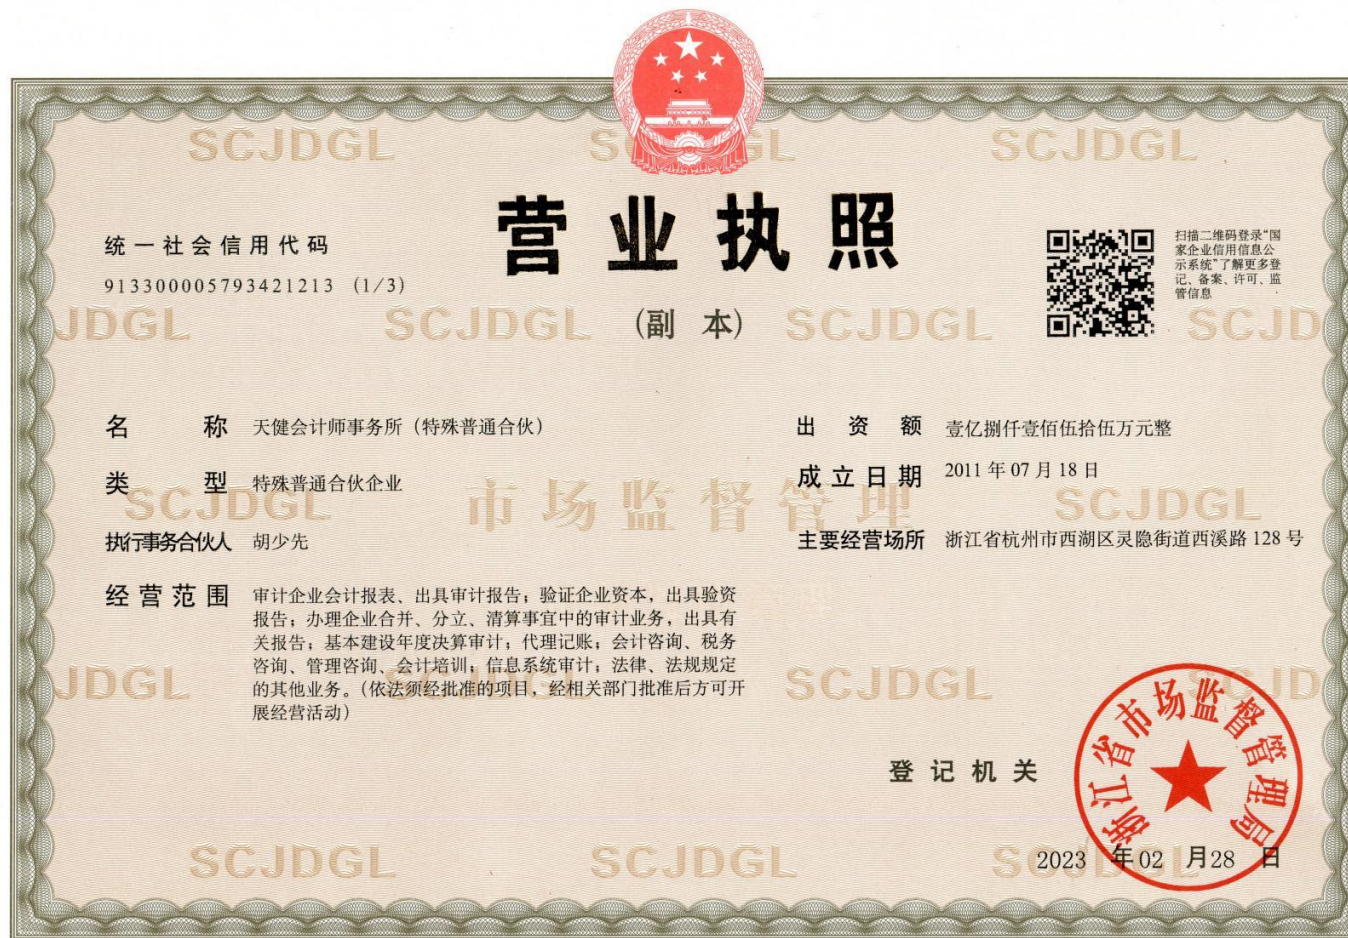 营业执照
(副 本)
统一社会信用代码
913300005793421213 (1/3)
扫描二维码登录“国
家企业信用信息公
示系统”了解更多登
记、备案、许可、监
管信息
名 称 天健会计师事务所（特殊普通合伙）
类 型 特殊普通合伙企业
执行事务合伙人 胡少先
经营范围 审计企业会计报表、出具审计报告；验证企业资本，出具验资
报告；办理企业合并、分立、清算事宜中的审计业务，出具有
关报告；基本建设年度决算审计；代理记账；会计咨询、税务
咨询、管理咨询、会计培训；信息系统审计；法律、法规规定
的其他业务。（依法须经批准的项目，经相关部门批准后方可开
展经营活动）
出 资 额 壹亿捌仟壹佰伍拾伍万元整
成立日期 2011年07月18日
主要经营场所 浙江省杭州市西湖区灵隐街道西溪路128号
登记机关
浙江省市场监督管理局
2023 年02 月28 日
SCJDGL
市场监督管理